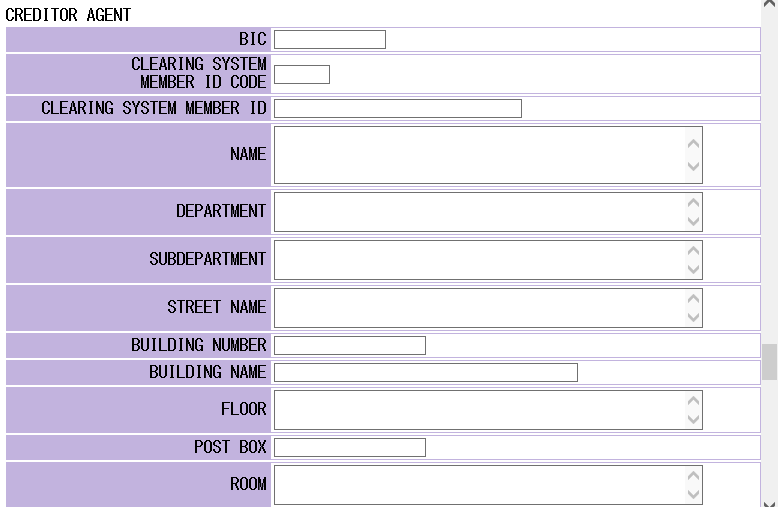 CREDITOR AGENT
BIC
CLEARING SYSTEM
MEMBER ID CODE
CLEARING SYSTEM MEMBER ID
NAME
DEPARTMENT
SUBDEPARTMENT
STREET NAME
BUILDING NUMBER
BUILDING NAME
FLOOR
POST BOX
ROOM